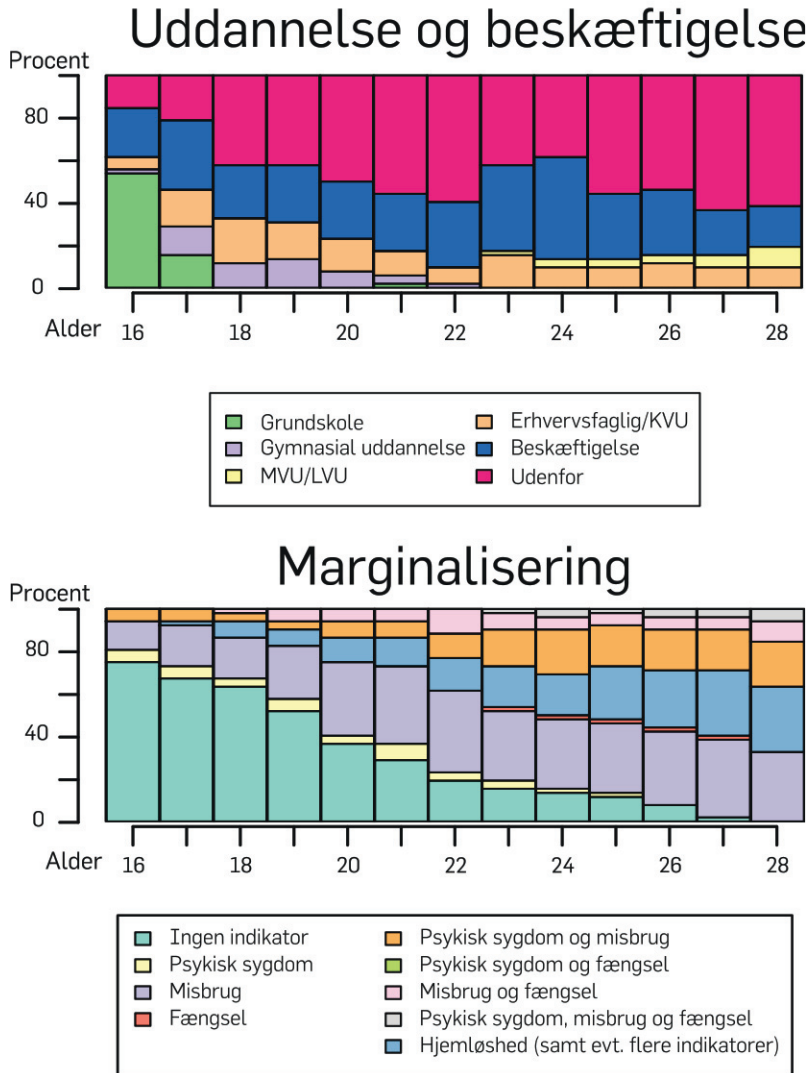 Uddannelse og beskæftigelse
Procent
80
40
0
Alder 16 18 20 22 24 26 28
Grundskole
Gymnasial uddannelse
MVU/LVU
Erhvervsfaglig/KVU
Beskæftigelse
Udenfor
Marginalisering
Procent
80
40
0
Alder 16 18 20 22 24 26 28
Ingen indikator
Psykisk sygdom
Misbrug
Fængsel
Psykisk sygdom og misbrug
Psykisk sygdom og fængsel
Misbrug og fængsel
Psykisk sygdom, misbrug og fængsel
Hjemløshed (samt evt. flere indikatorer)